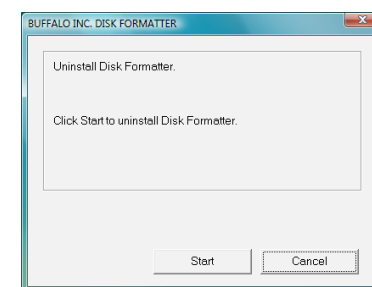 BUFFALO INC. DISK FORMATTER
Uninstall Disk Formatter.
Click Start to uninstall Disk Formatter.
Start
Cancel